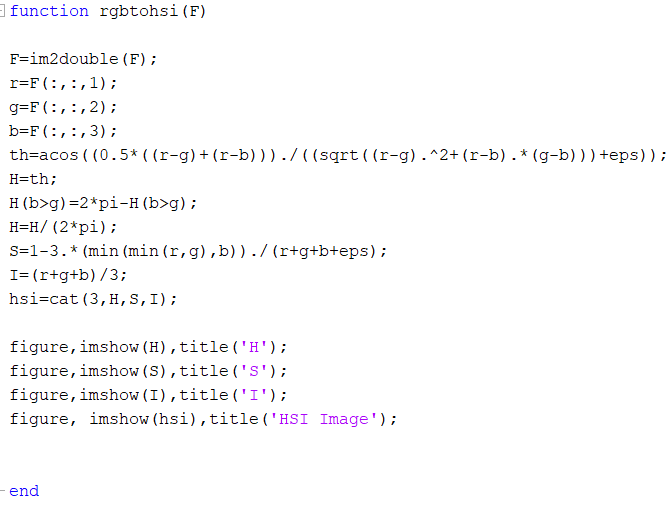 function rgbtohsi(F)
F=im2double(F);
r=F(:,:,1);
g=F(:,:,2);
b=F(:,:,3);
th=acos((0.5*((r-g)+(r-b)))./((sqrt((r-g).^2+(r-b).*(g-b)))+eps));
H=th;
H(b>g)=2*pi-H(b>g);
H=H/(2*pi);
S=1-3.*(min(min(r,g),b))./(r+g+b+eps);
I=(r+g+b)/3;
hsi=cat(3,H,S,I);
figure,imshow(H),title('H');
figure,imshow(S),title('S');
figure,imshow(I),title('I');
figure, imshow(hsi),title('HSI Image');
end